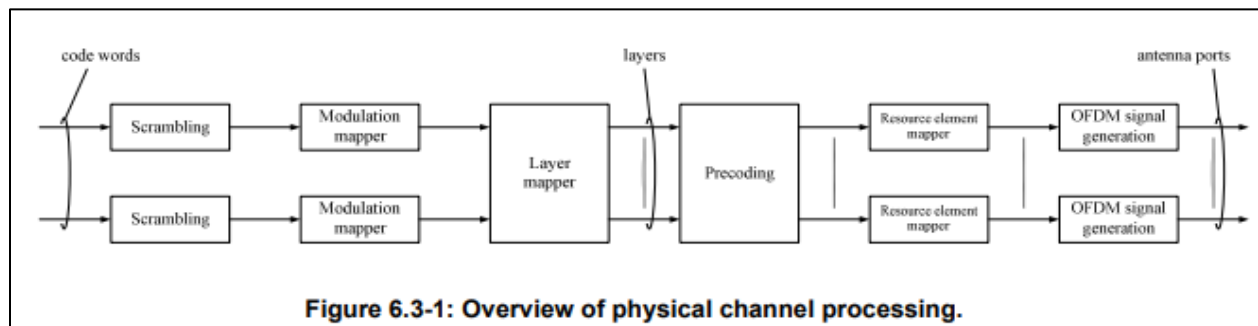 code words
layers
antenna ports
Scrambling
Modulation
mapper
Layer
mapper
Precoding
Resource element
mapper
OFDM signal
generation
Scrambling
Modulation
mapper
Resource element
mapper
OFDM signal
generation
Figure 6.3-1: Overview of physical channel processing.